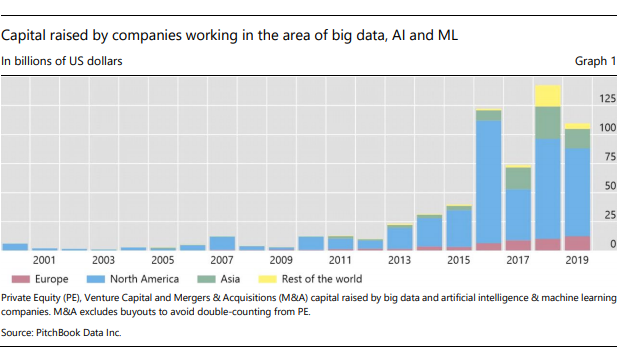 Capital raised by companies working in the area of big data, AI and ML
In billions of US dollars Graph 1
125
100
75
50
25
0
2001 2003 2005 2007 2009 2011 2013 2015 2017 2019
Europe North America Asia Rest of the world
Private Equity (PE), Venture Capital and Mergers & Acquisitions (M&A) capital raised by big data and artificial intelligence & machine learning
companies. M&A excludes buyouts to avoid double-counting from PE.
Source: PitchBook Data Inc.